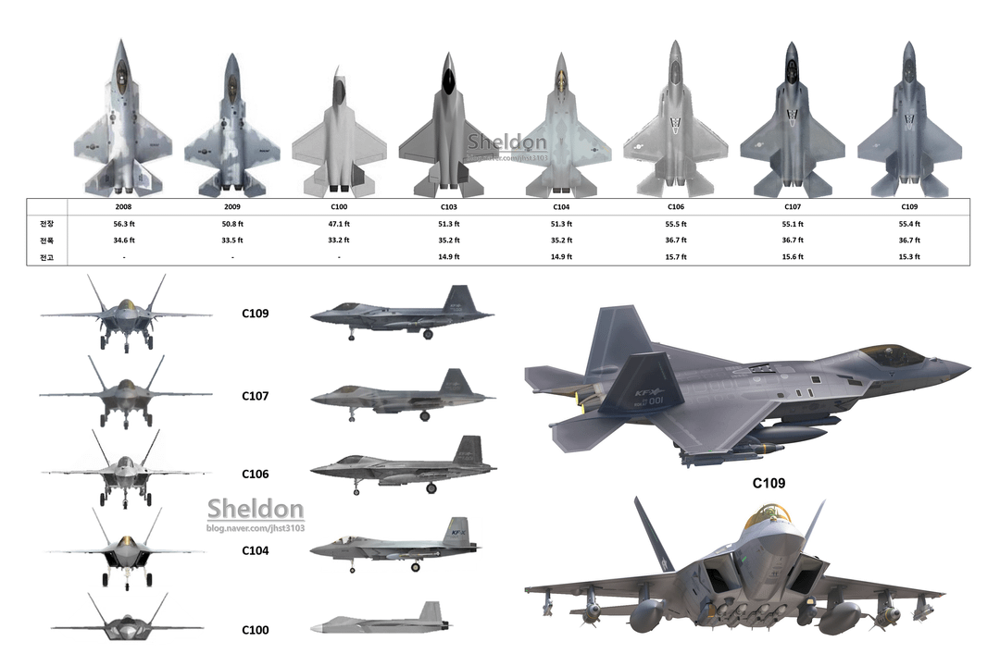 Sheldon
blog.naver.com/jhst3103
2008 2009 C100 C103 C104 C106 C107 C109
전장 56.3 ft 50.8 ft 47.1 ft 51.3 ft 51.3 ft 55.5 ft 55.1 ft 55.4 ft
전폭 34.6 ft 33.5 ft 33.2 ft 35.2 ft 35.2 ft 36.7 ft 36.7 ft 36.7 ft
전고 - - - 14.9 ft 14.9 ft 15.7 ft 15.6 ft 15.3 ft
C109
C107
C106
Sheldon
blog.naver.com/jhst3103
C104
C100
KFX
001
C109